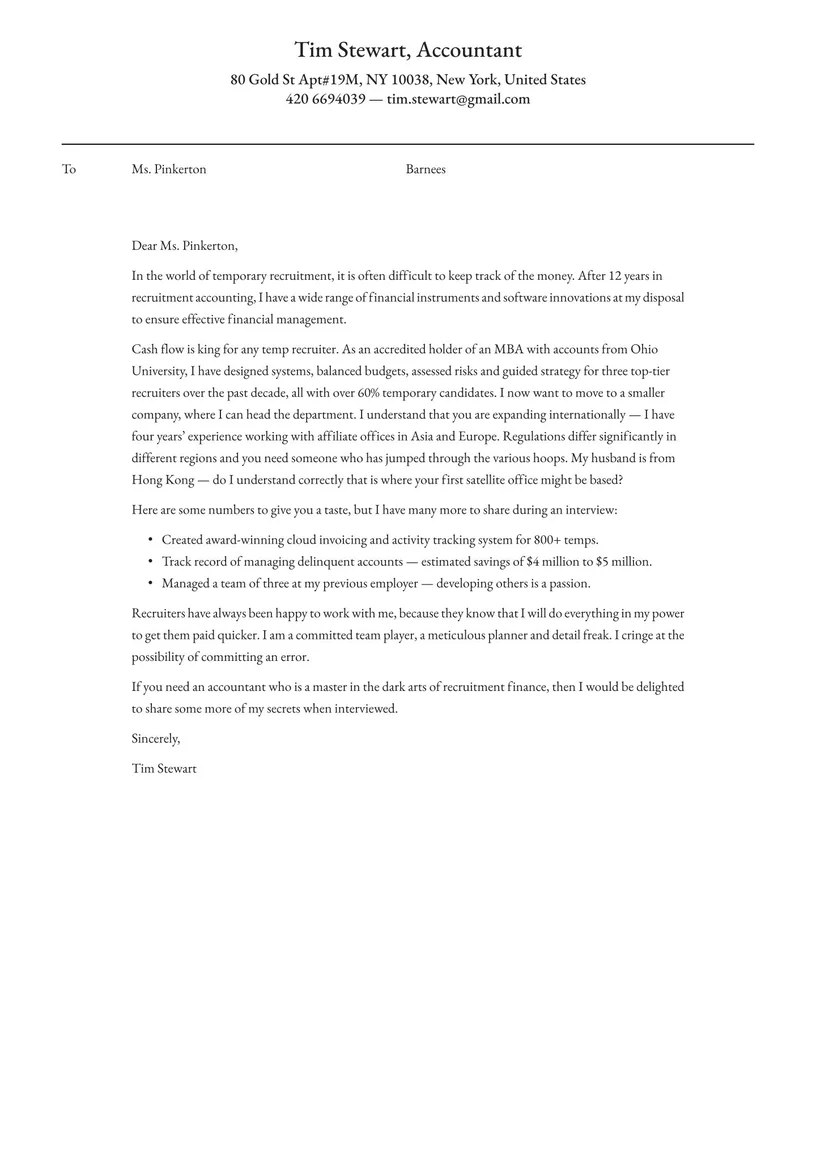 Tim Stewart, Accountant
80 Gold St Apt#19M, NY 10038, New York, United States
420 6694039 — tim.stewart@gmail.com
To Ms. Pinkerton Barnees
Dear Ms. Pinkerton,
In the world of temporary recruitment, it is often difficult to keep track of the money. After 12 years in
recruitment accounting, I have a wide range of financial instruments and software innovations at my disposal
to ensure effective financial management.
Cash flow is king for any temp recruiter. As an accredited holder of an MBA with accounts from Ohio
University, I have designed systems, balanced budgets, assessed risks and guided strategy for three top-tier
recruiters over the past decade, all with over 60% temporary candidates. I now want to move to a smaller
company, where I can head the department. I understand that you are expanding internationally — I have
four years’ experience working with affiliate offices in Asia and Europe. Regulations differ significantly in
different regions and you need someone who has jumped through the various hoops. My husband is from
Hong Kong — do I understand correctly that is where your first satellite office might be based?
Here are some numbers to give you a taste, but I have many more to share during an interview:
• Created award-winning cloud invoicing and activity tracking system for 800+ temps.
• Track record of managing delinquent accounts — estimated savings of $4 million to $5 million.
• Managed a team of three at my previous employer — developing others is a passion.
Recruiters have always been happy to work with me, because they know that I will do everything in my power
to get them paid quicker. I am a committed team player, a meticulous planner and detail freak. I cringe at the
possibility of committing an error.
If you need an accountant who is a master in the dark arts of recruitment finance, then I would be delighted
to share some more of my secrets when interviewed.
Sincerely,
Tim Stewart